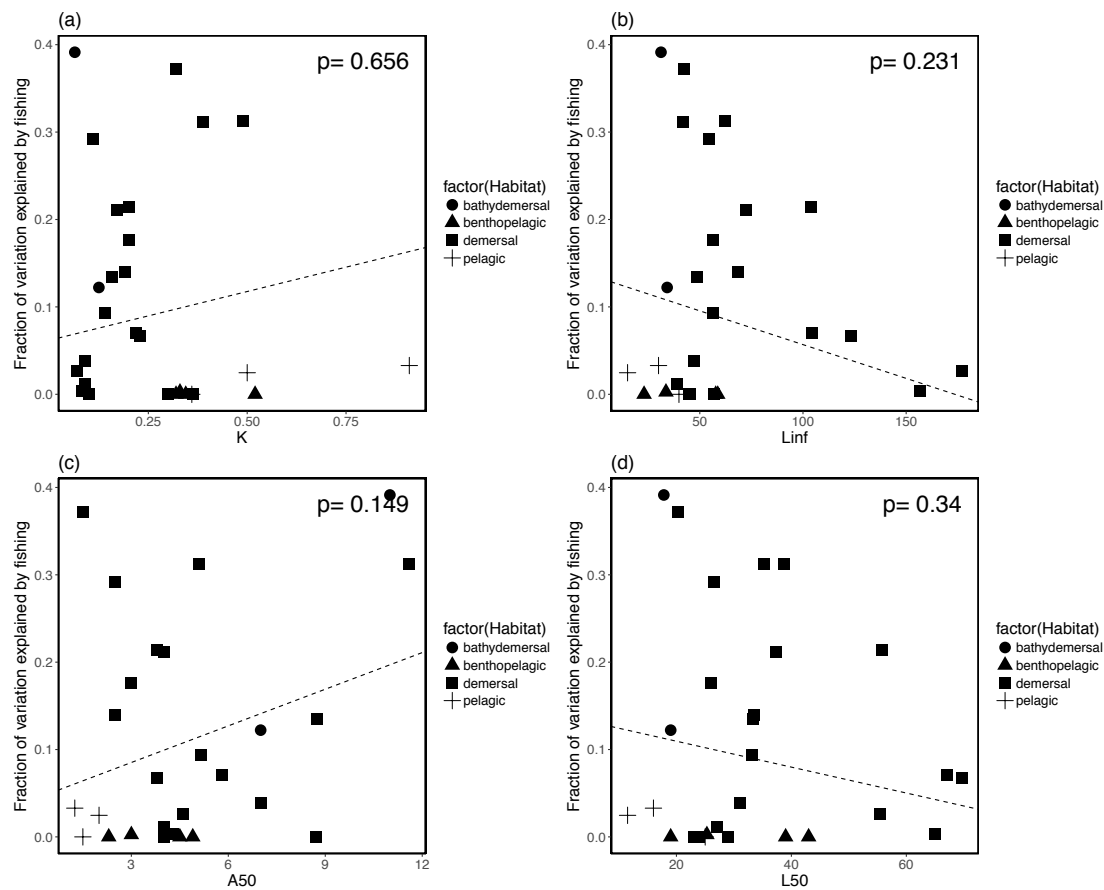 (a)
p= 0.656
Fraction of variation explained by fishing
0.4
0.3
0.2
0.1
0.0
0.25
0.50
0.75
K
factor(Habitat)
bathydemersal
benthopelagic
demersal
pelagic
(b)
p= 0.231
Fraction of variation explained by fishing
0.4
0.3
0.2
0.1
0.0
50
100
150
Linf
factor(Habitat)
bathydemersal
benthopelagic
demersal
pelagic
(c)
p= 0.149
Fraction of variation explained by fishing
0.4
0.3
0.2
0.1
0.0
3
6
9
12
A50
factor(Habitat)
bathydemersal
benthopelagic
demersal
pelagic
(d)
p= 0.34
Fraction of variation explained by fishing
0.4
0.3
0.2
0.1
0.0
20
40
60
L50
factor(Habitat)
bathydemersal
benthopelagic
demersal
pelagic